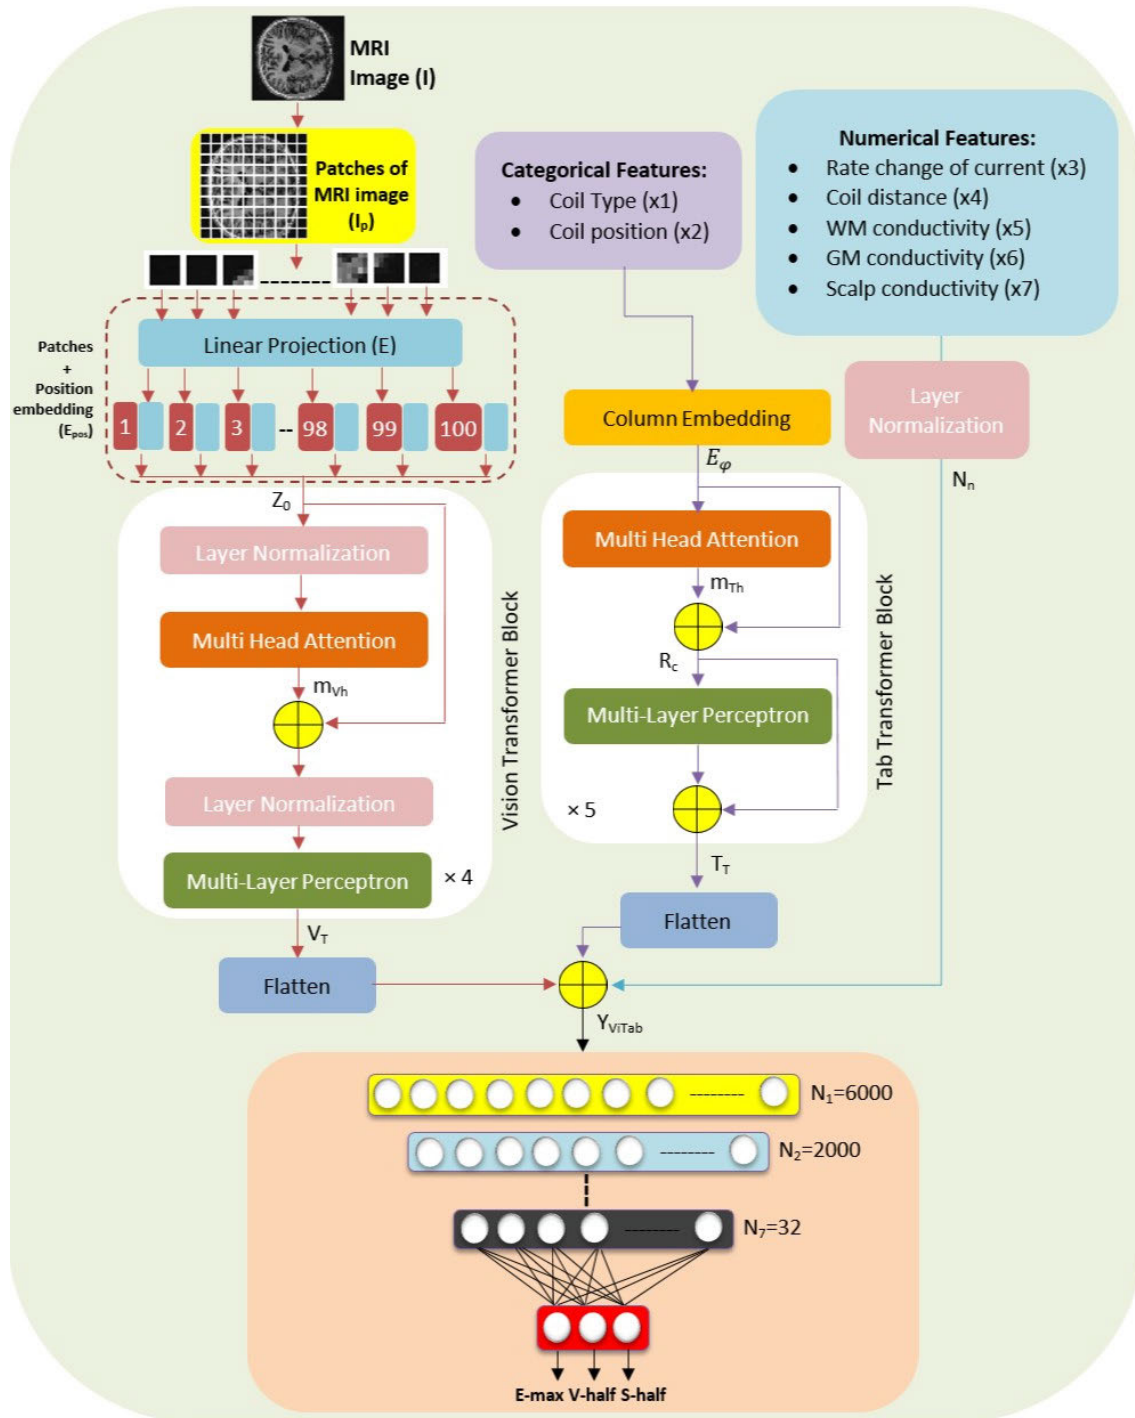 MRI
Image (I)
Patches of
MRI image
(Iₚ)
Categorical Features:
• Coil Type (x1)
• Coil position (x2)
Numerical Features:
• Rate change of current (x3)
• Coil distance (x4)
• WM conductivity (x5)
• GM conductivity (x6)
• Scalp conductivity (x7)
Patches
+
Position
embedding
(Eₚₒₛ)
Linear Projection (E)
1 2 3 -- 98 99 100
Column Embedding
Layer
Normalization
E𝜑
Nₙ
Z₀
Layer Normalization
Multi Head Attention
mVh
Layer Normalization
Multi-Layer Perceptron
× 4
Vision Transformer Block
Multi Head Attention
mTh
Rc
Multi-Layer Perceptron
× 5
Tab Transformer Block
VT
Flatten
TT
Flatten
YViTab
N₁=6000
N₂=2000
N₇=32
E-max V-half S-half